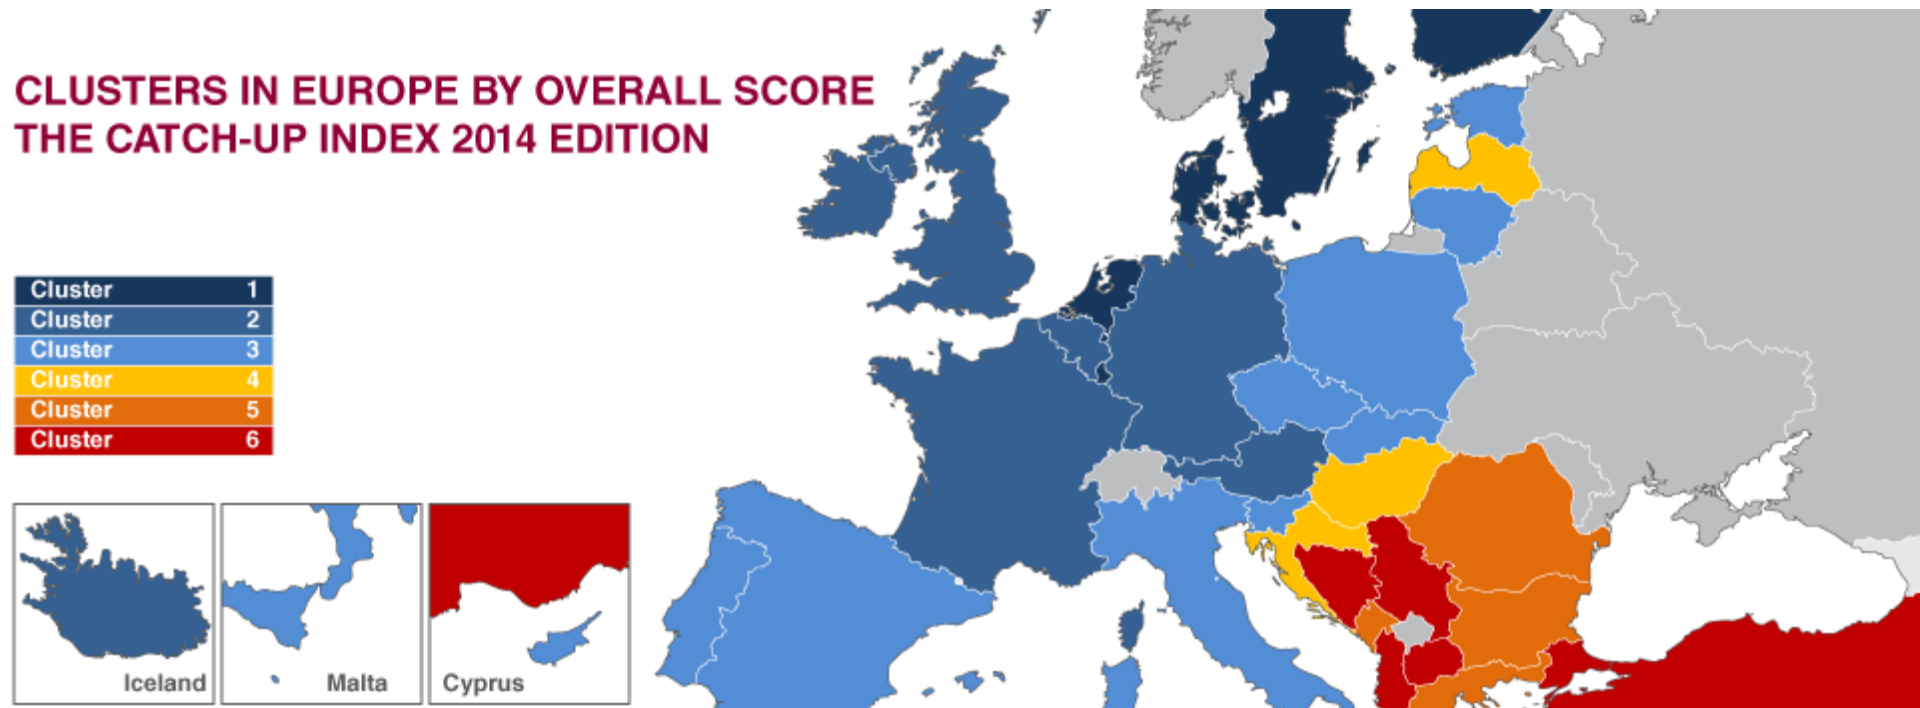 CLUSTERS IN EUROPE BY OVERALL SCORE
THE CATCH-UP INDEX 2014 EDITION
Cluster 1
Cluster 2
Cluster 3
Cluster 4
Cluster 5
Cluster 6
Iceland
Malta
Cyprus